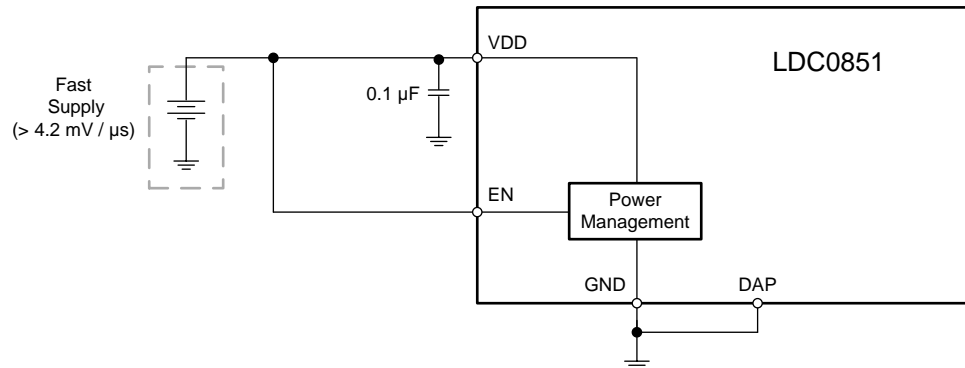 VDD
LDC0851
Fast
Supply
(> 4.2 mV / µs)
0.1 µF
EN
Power
Management
GND
DAP